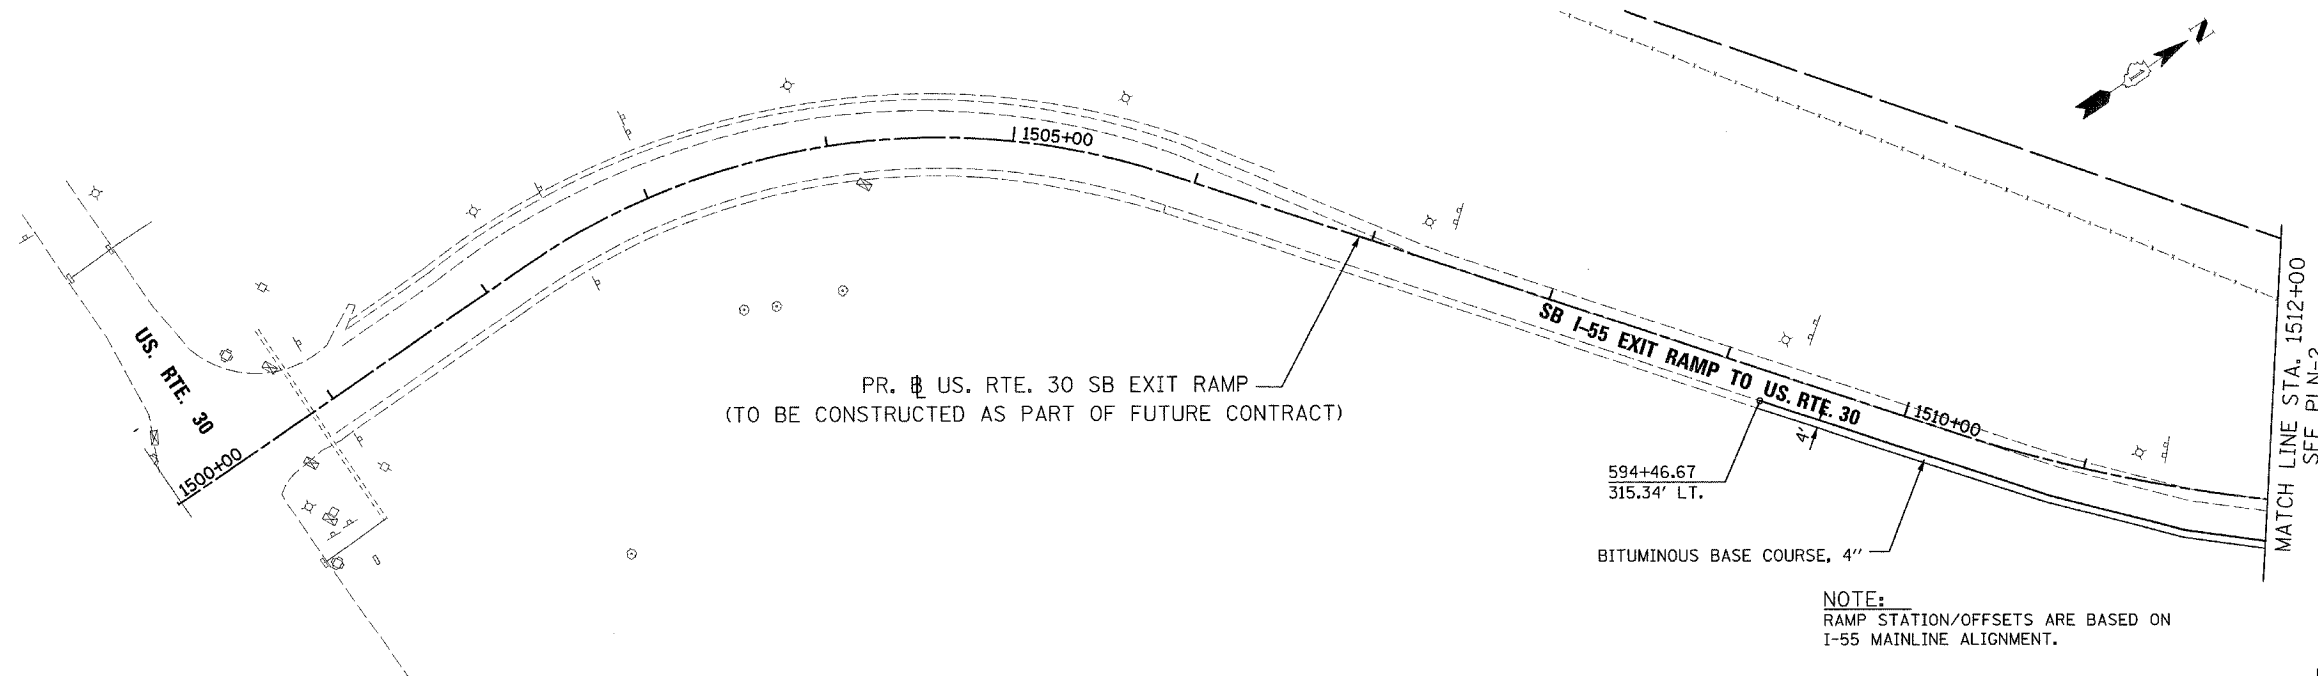 N
1505+00
US. RTE. 30
1500+00
PR. ⅊ US. RTE. 30 SB EXIT RAMP
(TO BE CONSTRUCTED AS PART OF FUTURE CONTRACT)
SB I-55 EXIT RAMP TO US. RTE. 30
1510+00
4'
594+46.67
315.34' LT.
BITUMINOUS BASE COURSE, 4"
MATCH LINE STA. 1512+00
SEE PLN-2
NOTE:
RAMP STATION/OFFSETS ARE BASED ON
I-55 MAINLINE ALIGNMENT.